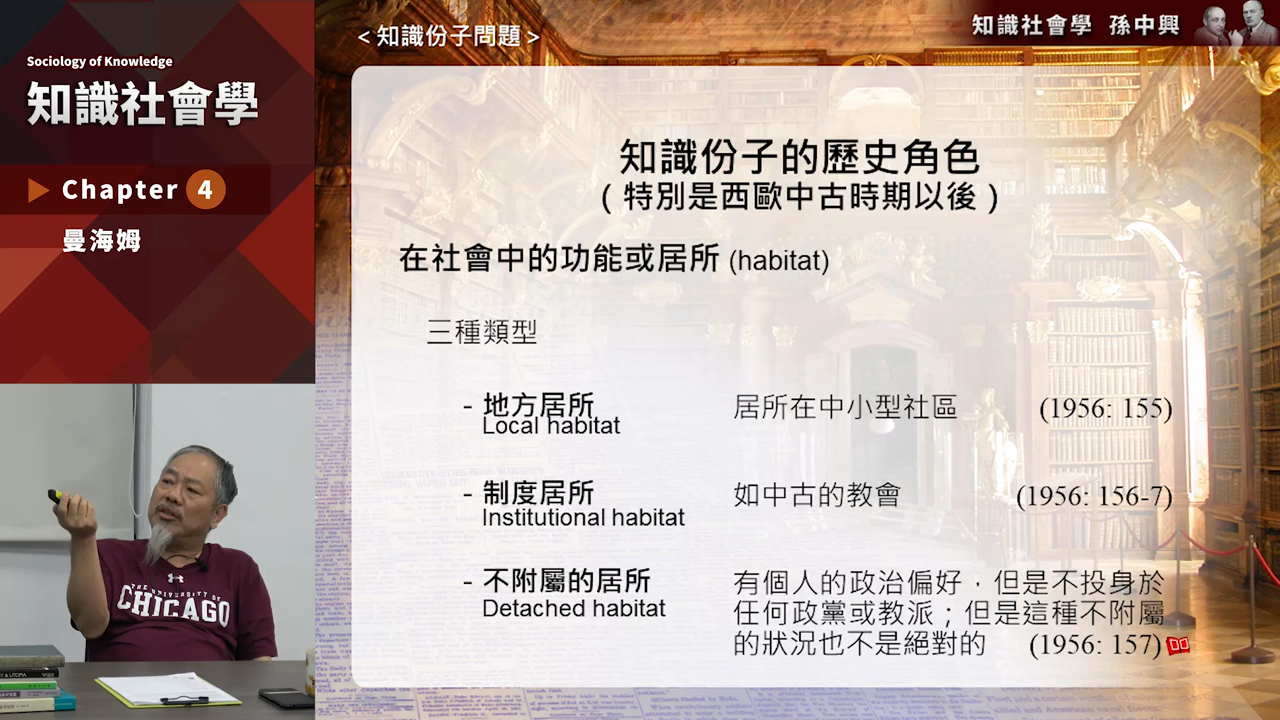 Sociology of Knowledge
知識社會學
Chapter 4
曼海姆
< 知識份子問題 >
知識社會學 孫中興
知識份子的歷史角色
( 特別是西歐中古時期以後 )
在社會中的功能或居所 (habitat)
三種類型
- 地方居所 居所在中小型社區 (1956: 155)
Local habitat
- 制度居所 如中古的教會 (1956: 156-7)
Institutional habitat
- 不附屬的居所 有個人的政治偏好，但是不投身於
Detached habitat 任何政黨或教派；但是這種不附屬
的狀況也不是絕對的 (1956: 157)
THE UNIVERSITY OF
CHICAGO